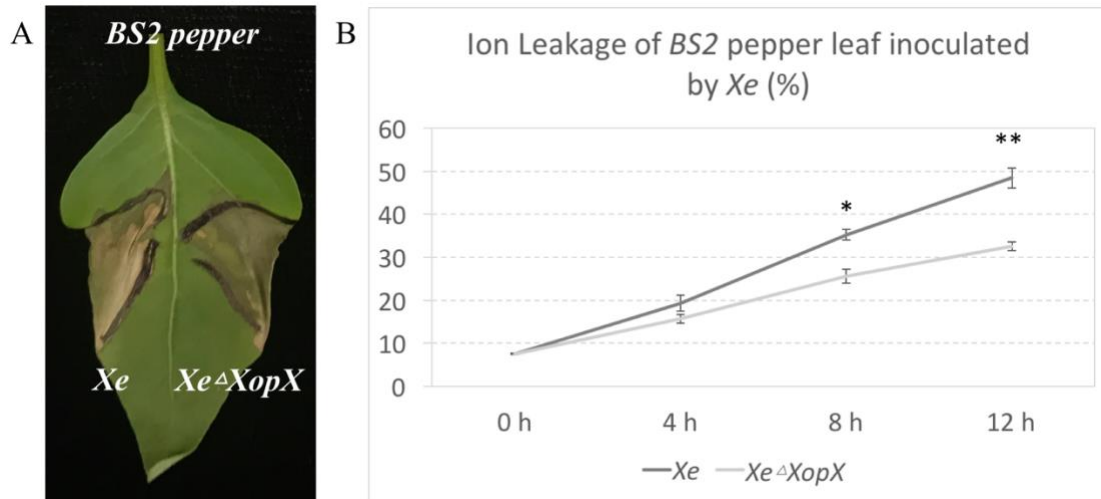 A
BS2 pepper
Xe
Xe△XopX
B
Ion Leakage of BS2 pepper leaf inoculated
by Xe (%)
60
50
40
30
20
10
0
*
**
0 h
4 h
8 h
12 h
Xe
Xe△XopX